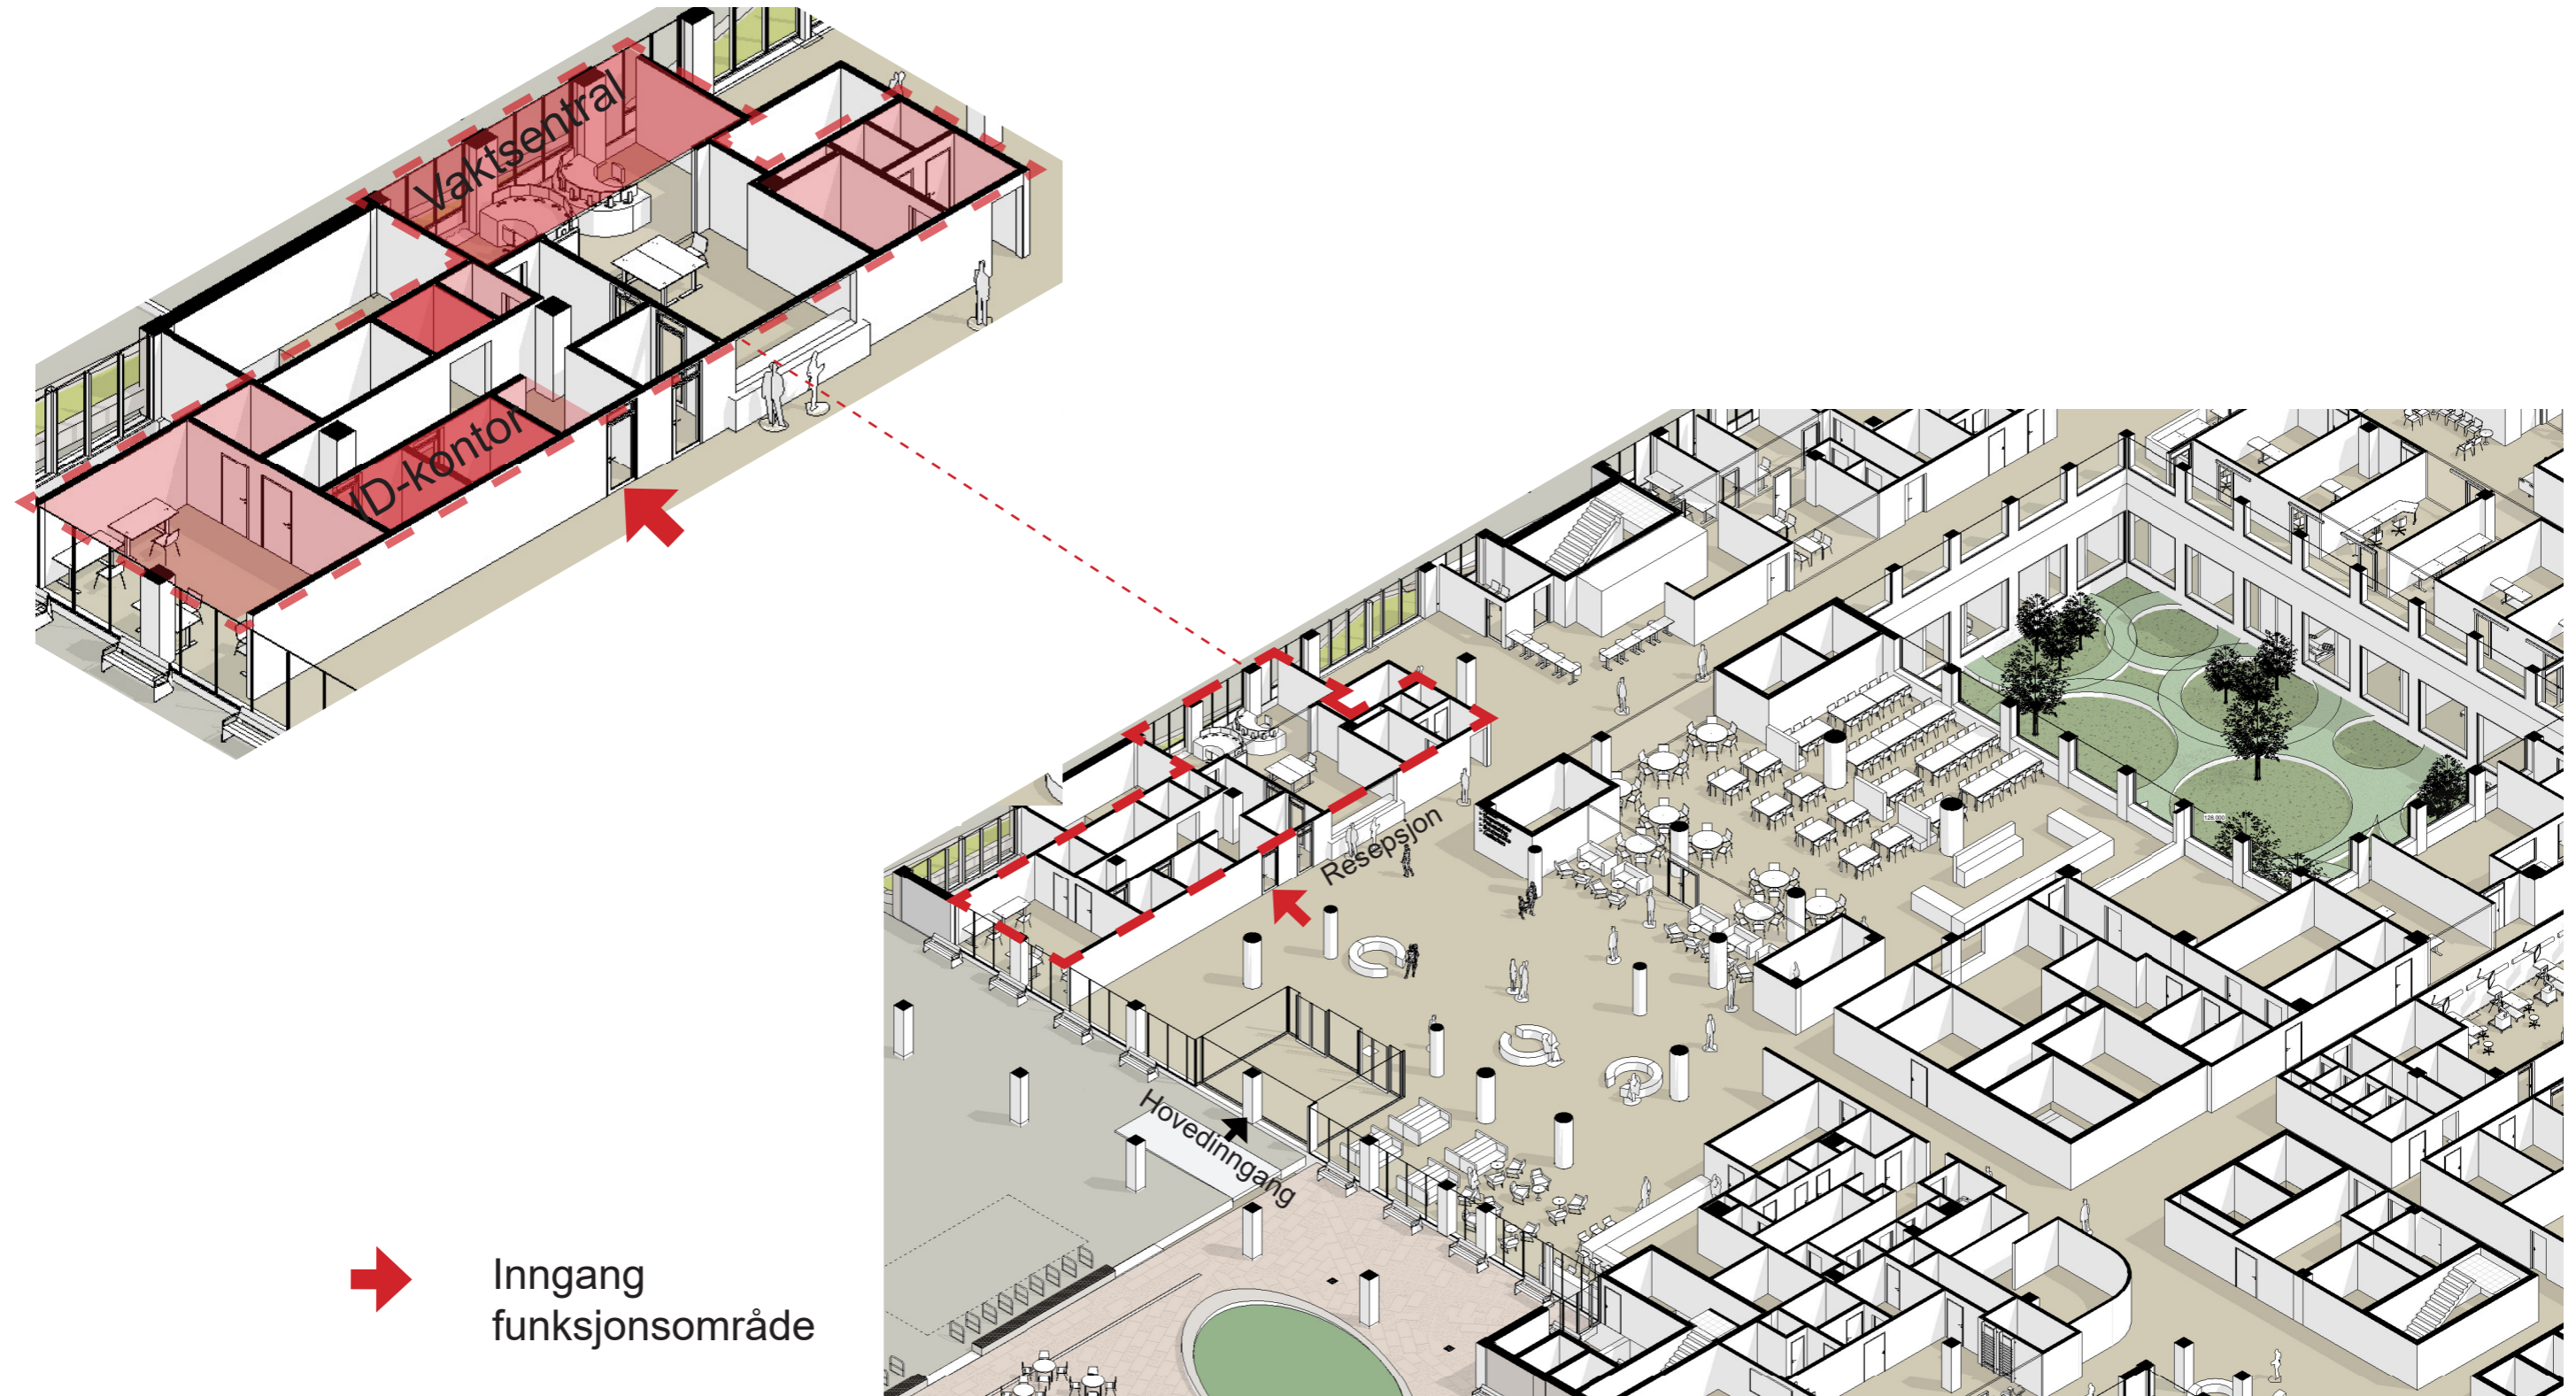 Vaktsentral
ID-kontor
Resepsjon
Hovedinngang
Inngang
funksjonsområde